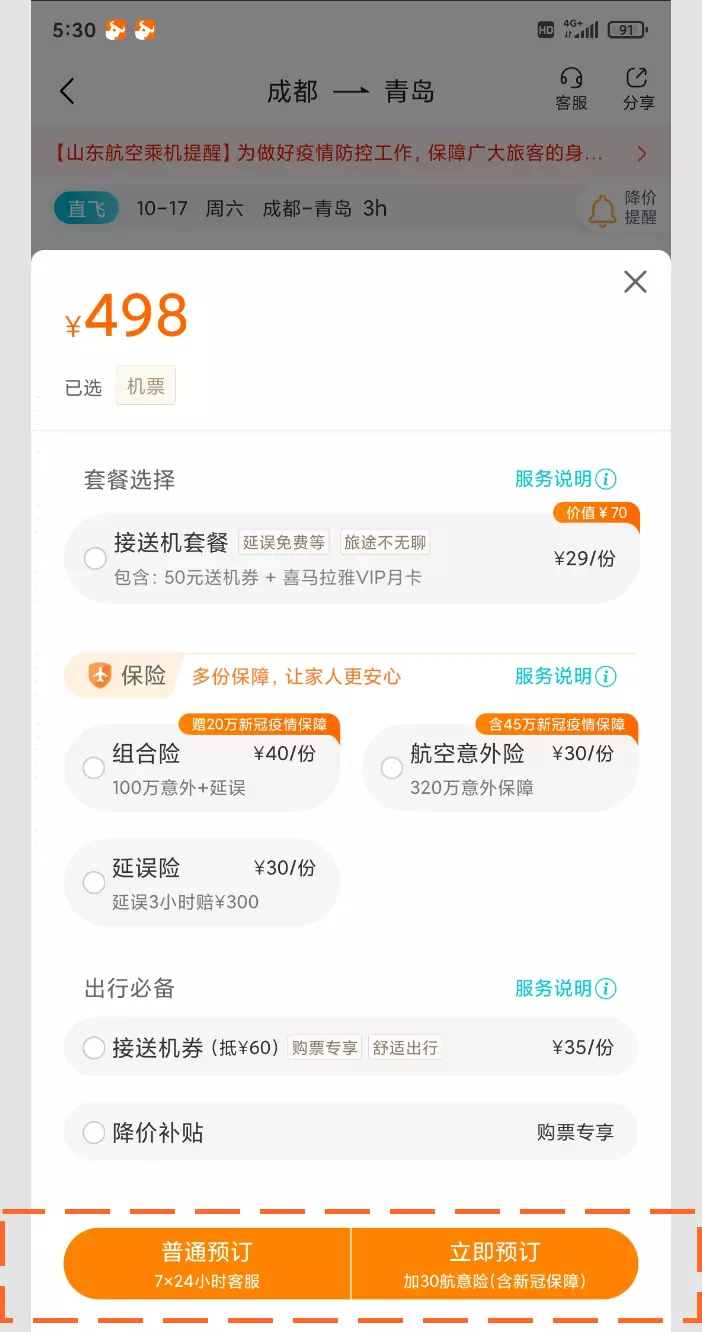 5:30 HD 4G+ 91
成都 → 青岛
客服 分享
【山东航空乘机提醒】为做好疫情防控工作，保障广大旅客的身...
直飞 10-17 周六 成都-青岛 3h 降价提醒
¥498
已选 机票
套餐选择 服务说明
价值¥70
接送机套餐 延误免费等 旅途不无聊 ¥29/份
包含：50元送机券 + 喜马拉雅VIP月卡
保险 多份保障，让家人更安心 服务说明
赠20万新冠疫情保障 含45万新冠疫情保障
组合险 ¥40/份 航空意外险 ¥30/份
100万意外+延误 320万意外保障
延误险 ¥30/份
延误3小时赔¥300
出行必备 服务说明
接送机券（抵¥60） 购票专享 舒适出行 ¥35/份
降价补贴 购票专享
普通预订 立即预订
7×24小时客服 加30航意险(含新冠保障)